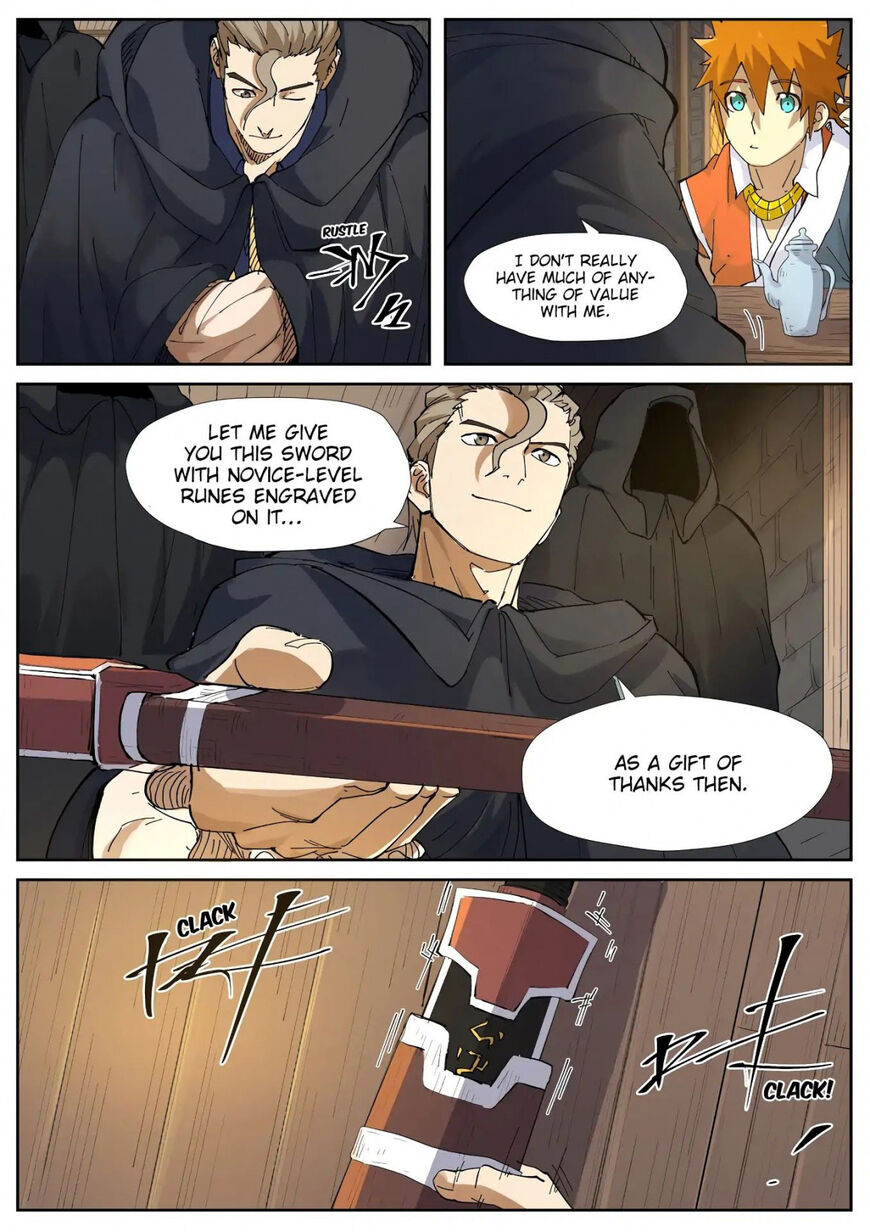 RUSTLE
I DON'T REALLY
HAVE MUCH OF ANY-
THING OF VALUE
WITH ME.
LET ME GIVE
YOU THIS SWORD
WITH NOVICE-LEVEL
RUNES ENGRAVED
ON IT...
AS A GIFT OF
THANKS THEN.
CLACK
CLACK!